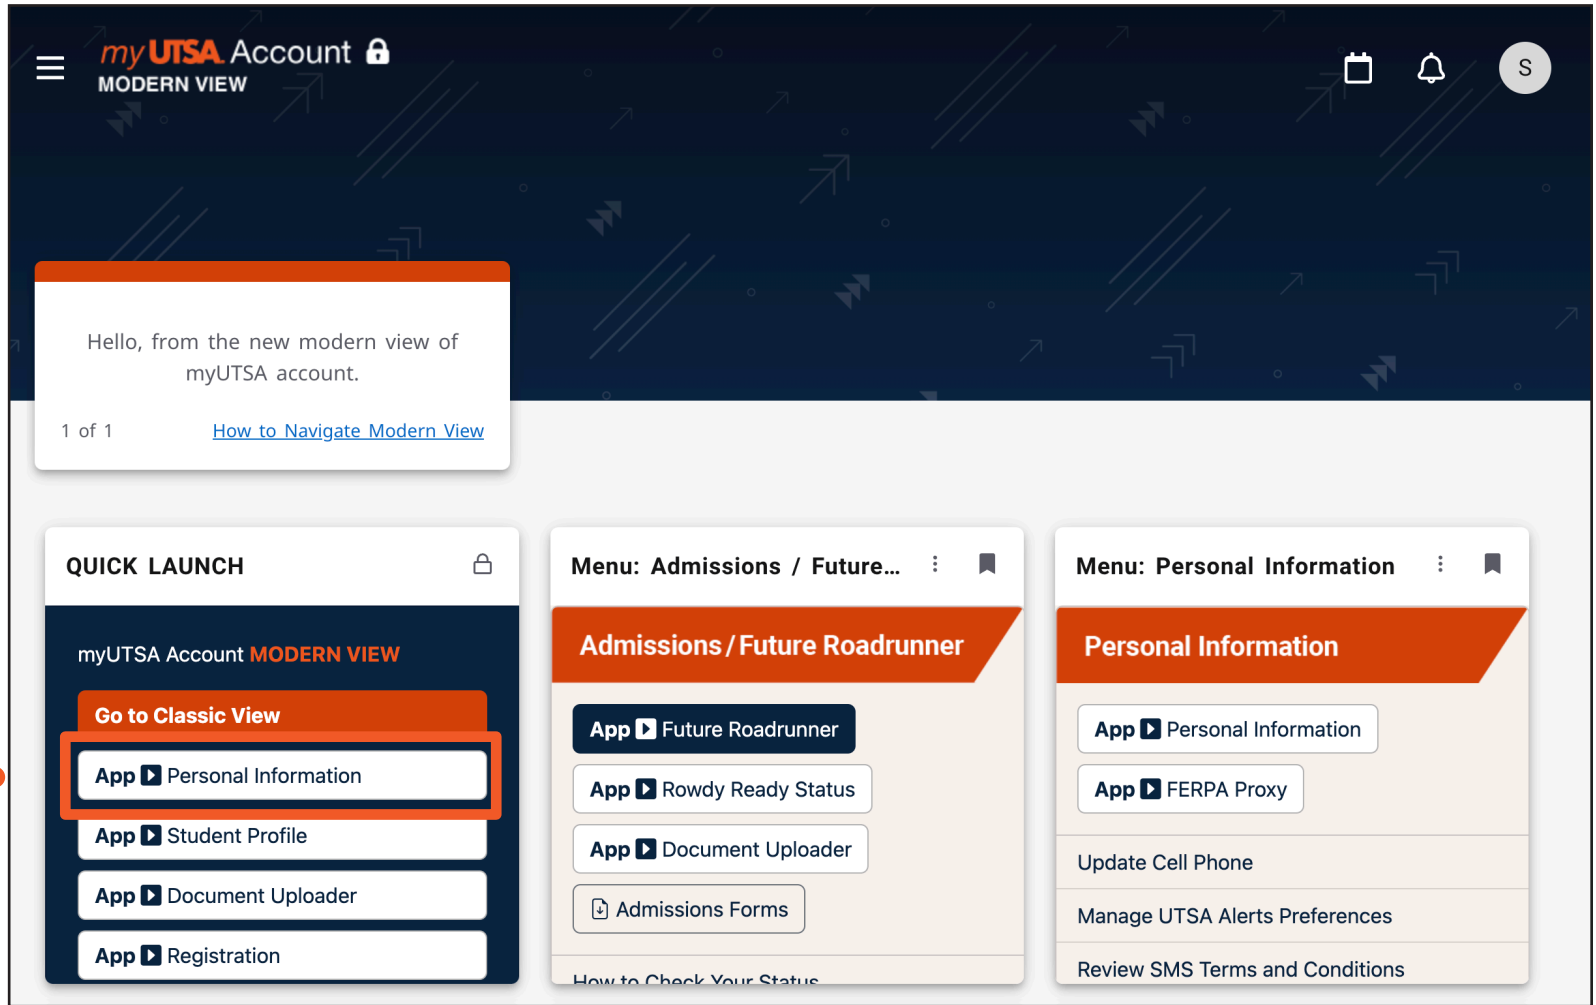 my UTSA. Account
MODERN VIEW
S
Hello, from the new modern view of
myUTSA account.
1 of 1
How to Navigate Modern View
QUICK LAUNCH
myUTSA Account MODERN VIEW
Go to Classic View
App Personal Information
App Student Profile
App Document Uploader
App Registration
Menu: Admissions / Future...
Admissions/Future Roadrunner
App Future Roadrunner
App Rowdy Ready Status
App Document Uploader
Admissions Forms
How to Check Your Status
Menu: Personal Information
Personal Information
App Personal Information
App FERPA Proxy
Update Cell Phone
Manage UTSA Alerts Preferences
Review SMS Terms and Conditions